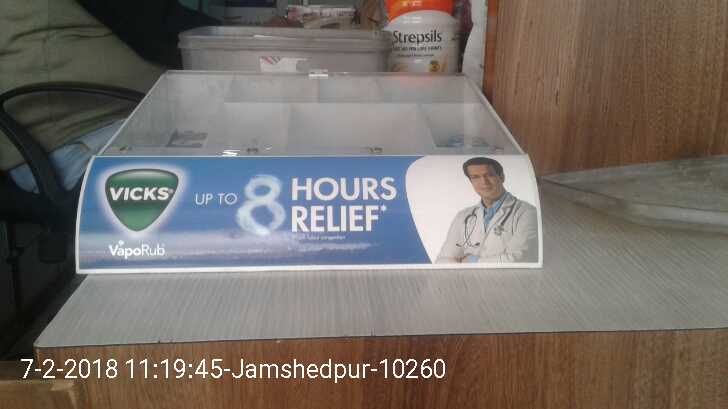 Strepsils
VICKS®
VapoRub
UP TO 8 HOURS
RELIEF*
7-2-2018 11:19:45-Jamshedpur-10260